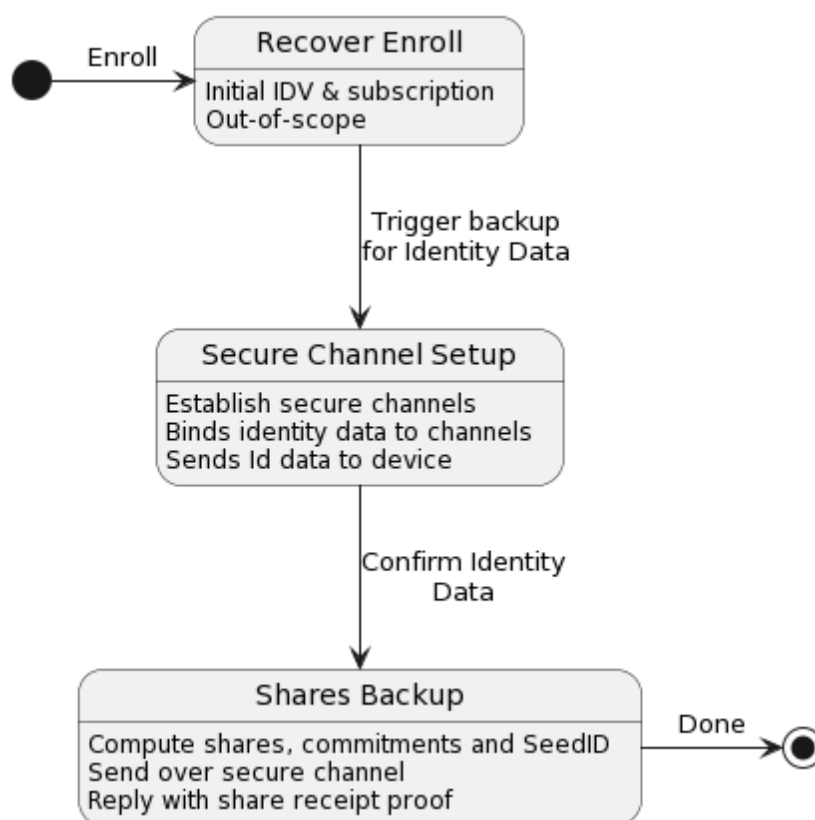 Enroll
Recover Enroll
Initial IDV & subscription
Out-of-scope
Trigger backup
for Identity Data
Secure Channel Setup
Establish secure channels
Binds identity data to channels
Sends Id data to device
Confirm Identity
Data
Shares Backup
Compute shares, commitments and SeedID
Send over secure channel
Reply with share receipt proof
Done